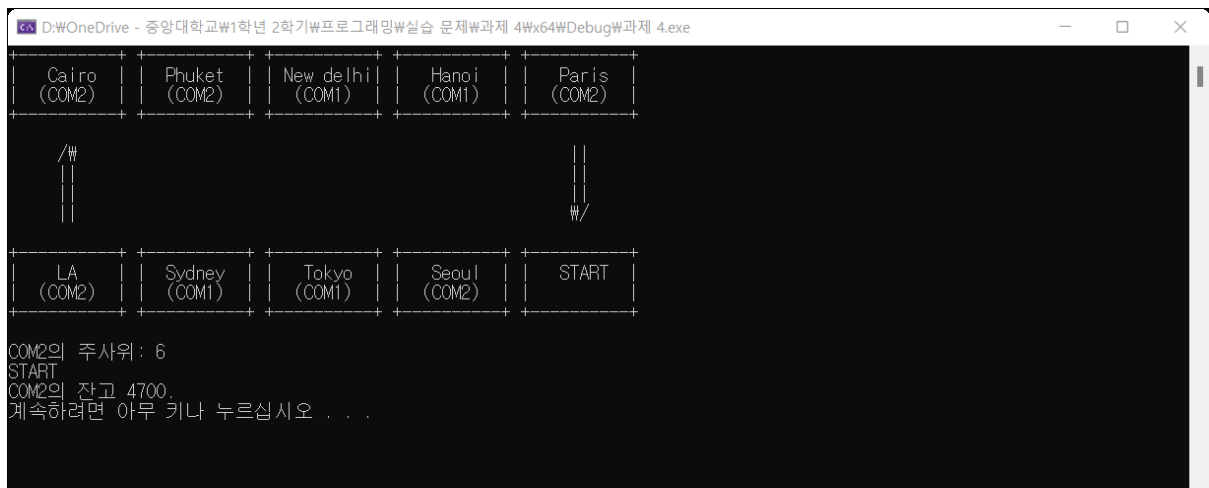 D:₩OneDrive - 중앙대학교₩1학년 2학기₩프로그래밍₩실습 문제₩과제 4₩x64₩Debug₩과제 4.exe
+----------+ +----------+ +----------+ +----------+ +----------+
|   Cairo  | |  Phuket  | | New delhi| |   Hanoi  | |   Paris  |
|  (COM2)  | |  (COM2)  | |  (COM1)  | |  (COM1)  | |  (COM2)  |
+----------+ +----------+ +----------+ +----------+ +----------+
/₩ ||
|| ||
|| ||
|| ₩/
+----------+ +----------+ +----------+ +----------+ +----------+
|    LA    | |  Sydney  | |   Tokyo  | |   Seoul  | |   START  |
|  (COM2)  | |  (COM1)  | |  (COM1)  | |  (COM2)  | |          |
+----------+ +----------+ +----------+ +----------+ +----------+
COM2의 주사위: 6
START
COM2의 잔고 4700.
계속하려면 아무 키나 누르십시오 . . .